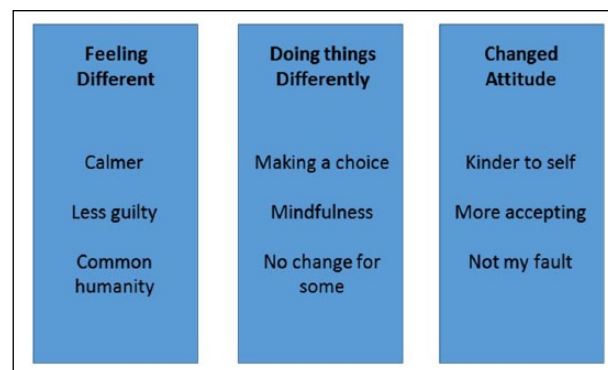 Feeling
Different
Calmer
Less guilty
Common
humanity
Doing things
Differently
Making a choice
Mindfulness
No change for
some
Changed
Attitude
Kinder to self
More accepting
Not my fault